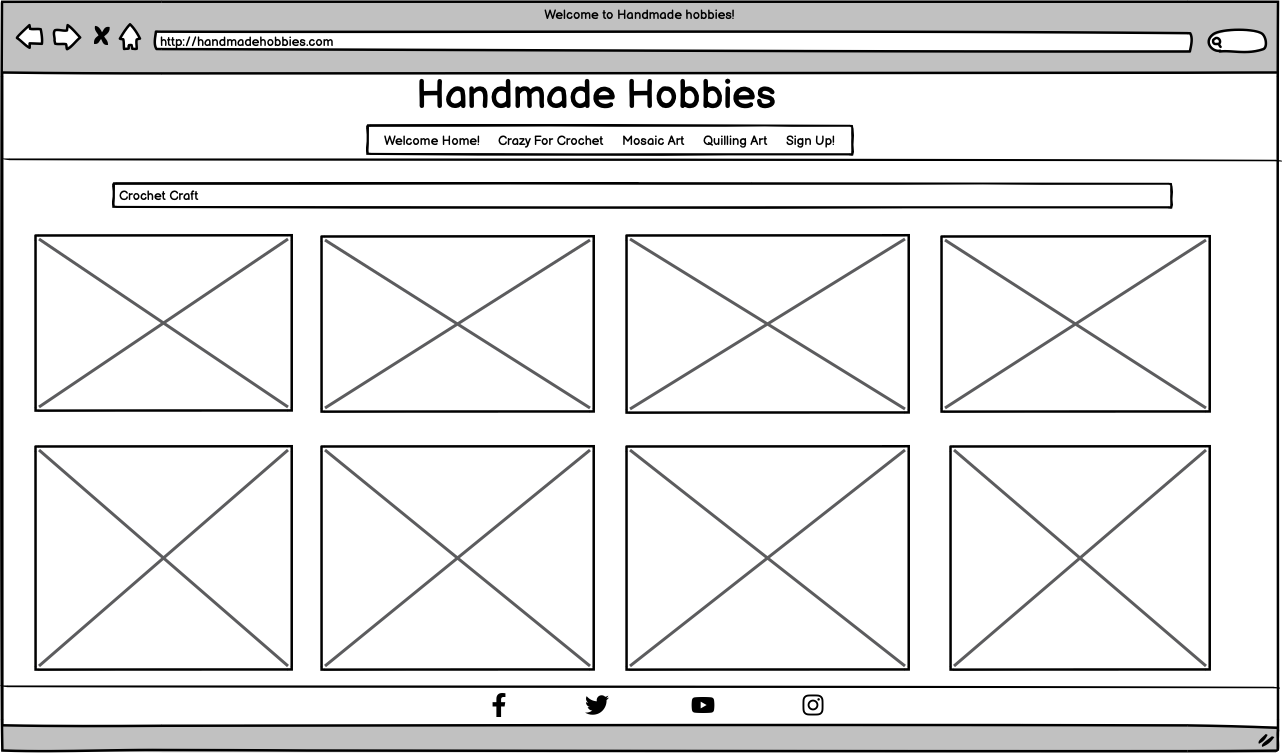 Welcome to Handmade hobbies!
http://handmadehobbies.com
Handmade Hobbies
Welcome Home! Crazy For Crochet Mosaic Art Quilling Art Sign Up!
Crochet Craft